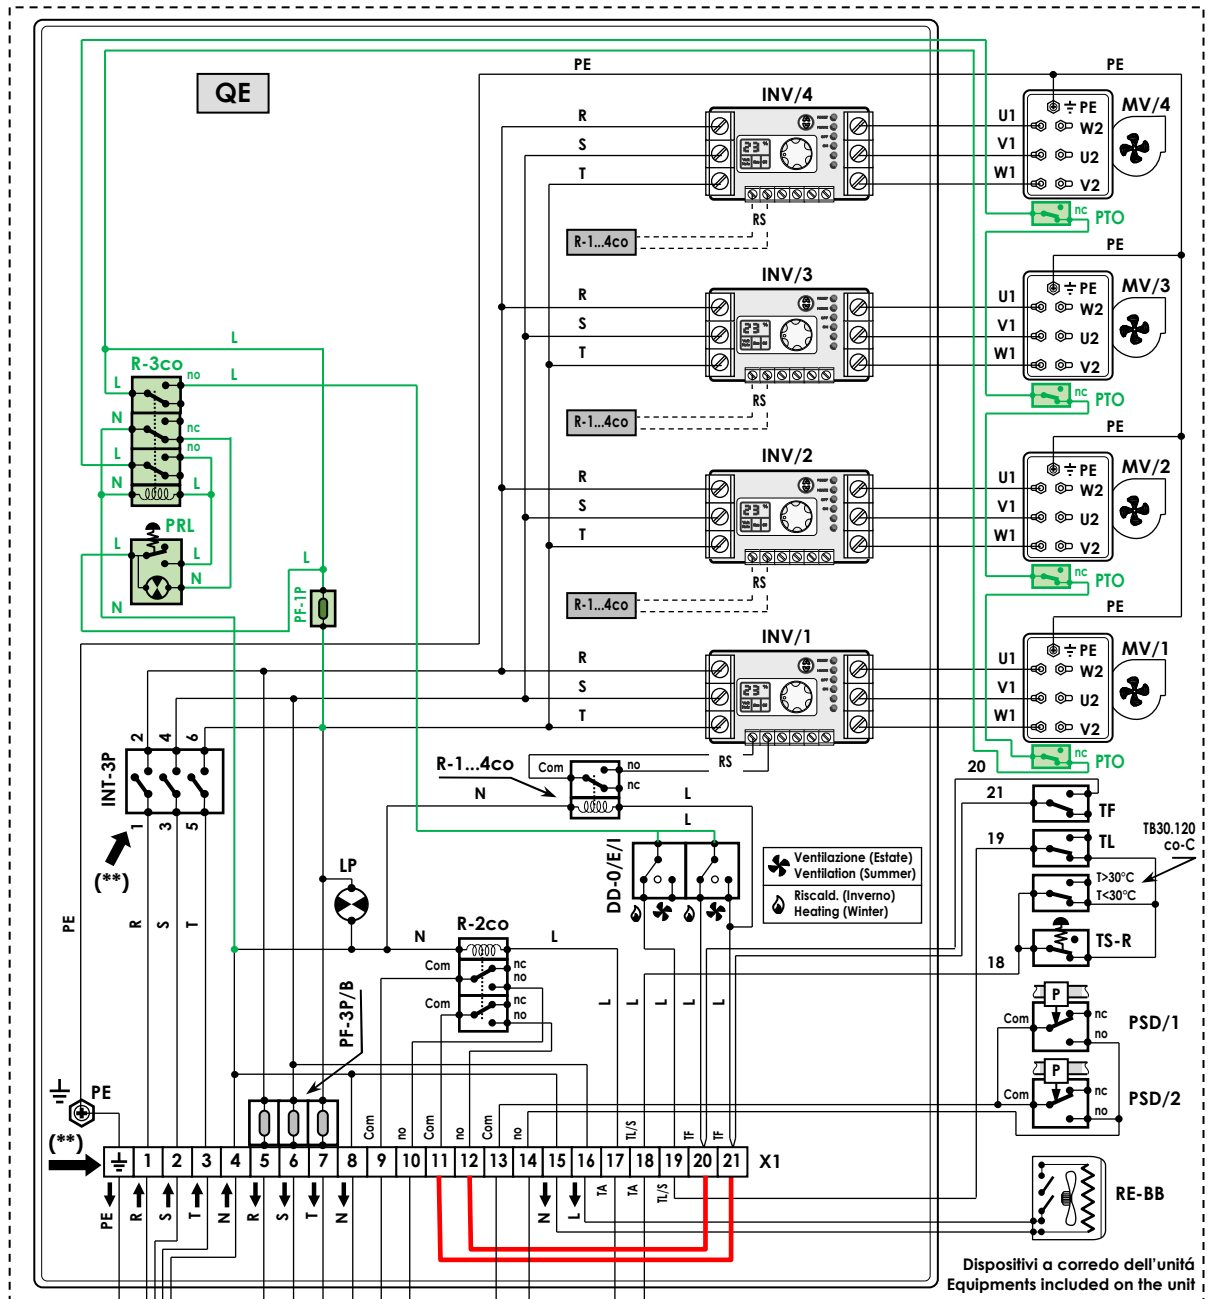 QE
PE
PE
INV/4
R
S
T
RS
R-1...4co
U1
V1
W1
PE
W2
U2
V2
MV/4
nc
PTO
PE
INV/3
R
S
T
RS
R-1...4co
U1
V1
W1
PE
W2
U2
V2
MV/3
nc
PTO
PE
INV/2
R
S
T
RS
R-1...4co
U1
V1
W1
PE
W2
U2
V2
MV/2
nc
PTO
PE
INV/1
R
S
T
RS
U1
V1
W1
PE
W2
U2
V2
MV/1
nc
PTO
L
R-3co
no
L
L
N
nc
no
L
N
L
PRL
L
L
N
N
L
PF-1P
2
4
6
INT-3P
1
3
5
(**)
R-1...4co
Com
no
nc
N
L
L
20
21
TF
19
TL
TB30.120
co-C
T>30°C
T<30°C
TS-R
18
DD-0/E/I
Ventilazione (Estate)
Ventilation (Summer)
Riscald. (Inverno)
Heating (Winter)
LP
R-2co
N
L
Com
nc
no
Com
nc
no
PE
R
S
T
PF-3P/B
L
L
L
L
L
P
Com
nc
no
PSD/1
P
Com
nc
no
PSD/2
PE
(**)
Com
no
Com
no
Com
no
TL/S
TF
TF
1 2 3 4 5 6 7 8 9 10 11 12 13 14 15 16 17 18 19 20 21 X1
PE
R
S
T
N
R
S
T
N
N
L
TA
TA
TL/S
RE-BB
Dispositivi a corredo dell'unitá
Equipments included on the unit